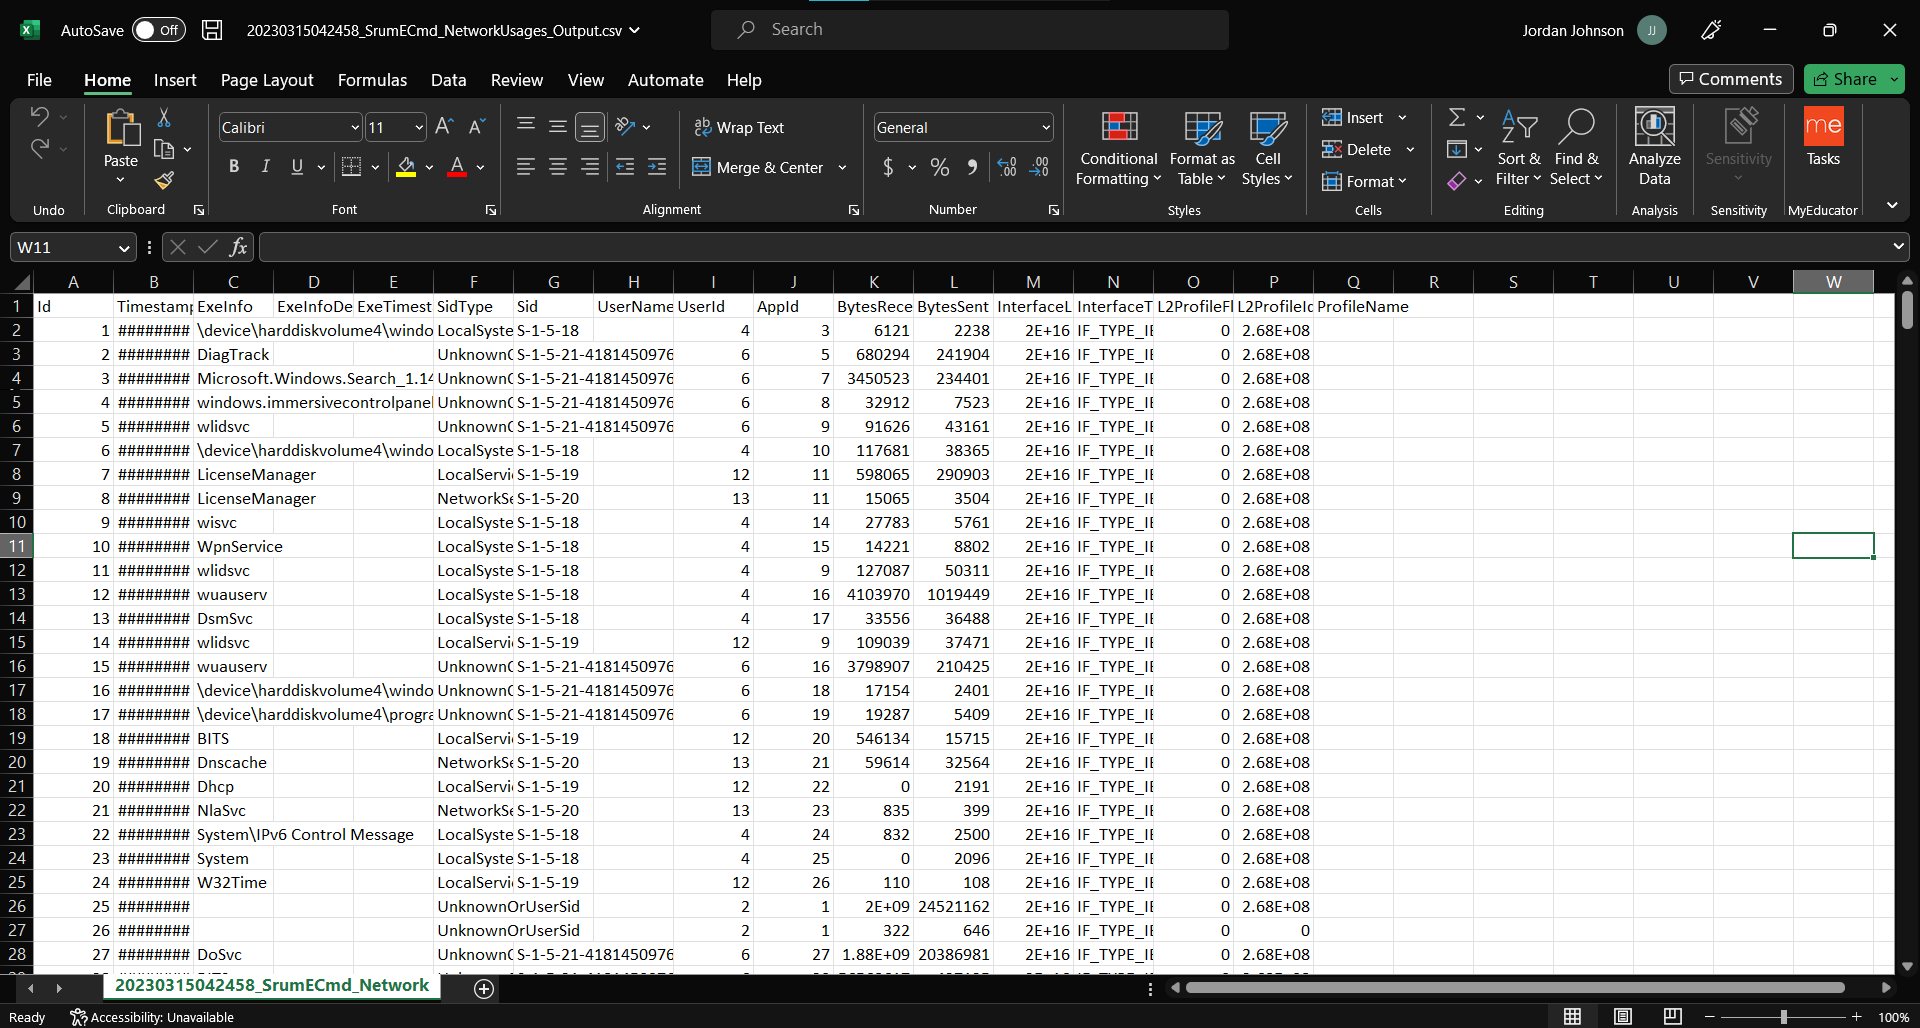 AutoSave Off 20230315042458_SrumECmd_NetworkUsages_Output.csv Search Jordan Johnson JJ
File Home Insert Page Layout Formulas Data Review View Automate Help Comments Share
Calibri 11 Wrap Text General Insert me
Paste B I U A Merge & Center $ % Conditional Formatting Format as Table Cell Styles Delete Format Sort & Filter Find & Select Analyze Data Sensitivity Tasks
Undo Clipboard Font Alignment Number Styles Cells Editing Analysis Sensitivity MyEducator
W11 fx
A B C D E F G H I J K L M N O P Q R S T U V W
1 Id Timestamp ExeInfo ExeInfoDe ExeTimest SidType Sid UserName UserId AppId BytesRece BytesSent InterfaceL InterfaceT L2ProfileFl L2ProfileId ProfileName
2 1 ######## \device\harddiskvolume4\windo LocalSyste S-1-5-18 4 3 6121 2238 2E+16 IF_TYPE_IE 0 2.68E+08
3 2 ######## DiagTrack UnknownO S-1-5-21-4181450976 6 5 680294 241904 2E+16 IF_TYPE_IE 0 2.68E+08
4 3 ######## Microsoft.Windows.Search_1.14 UnknownO S-1-5-21-4181450976 6 7 3450523 234401 2E+16 IF_TYPE_IE 0 2.68E+08
5 4 ######## windows.immersivecontrolpanel UnknownO S-1-5-21-4181450976 6 8 32912 7523 2E+16 IF_TYPE_IE 0 2.68E+08
6 5 ######## wlidsvc UnknownO S-1-5-21-4181450976 6 9 91626 43161 2E+16 IF_TYPE_IE 0 2.68E+08
7 6 ######## \device\harddiskvolume4\windo LocalSyste S-1-5-18 4 10 117681 38365 2E+16 IF_TYPE_IE 0 2.68E+08
8 7 ######## LicenseManager LocalServi S-1-5-19 12 11 598065 290903 2E+16 IF_TYPE_IE 0 2.68E+08
9 8 ######## LicenseManager NetworkSe S-1-5-20 13 11 15065 3504 2E+16 IF_TYPE_IE 0 2.68E+08
10 9 ######## wisvc LocalSyste S-1-5-18 4 14 27783 5761 2E+16 IF_TYPE_IE 0 2.68E+08
11 10 ######## WpnService LocalSyste S-1-5-18 4 15 14221 8802 2E+16 IF_TYPE_IE 0 2.68E+08
12 11 ######## wlidsvc LocalSyste S-1-5-18 4 9 127087 50311 2E+16 IF_TYPE_IE 0 2.68E+08
13 12 ######## wuauserv LocalSyste S-1-5-18 4 16 4103970 1019449 2E+16 IF_TYPE_IE 0 2.68E+08
14 13 ######## DsmSvc LocalSyste S-1-5-18 4 17 33556 36488 2E+16 IF_TYPE_IE 0 2.68E+08
15 14 ######## wlidsvc LocalServi S-1-5-19 12 9 109039 37471 2E+16 IF_TYPE_IE 0 2.68E+08
16 15 ######## wuauserv UnknownO S-1-5-21-4181450976 6 16 3798907 210425 2E+16 IF_TYPE_IE 0 2.68E+08
17 16 ######## \device\harddiskvolume4\windo UnknownO S-1-5-21-4181450976 6 18 17154 2401 2E+16 IF_TYPE_IE 0 2.68E+08
18 17 ######## \device\harddiskvolume4\progra UnknownO S-1-5-21-4181450976 6 19 19287 5409 2E+16 IF_TYPE_IE 0 2.68E+08
19 18 ######## BITS LocalServi S-1-5-19 12 20 546134 15715 2E+16 IF_TYPE_IE 0 2.68E+08
20 19 ######## Dnscache NetworkSe S-1-5-20 13 21 59614 32564 2E+16 IF_TYPE_IE 0 2.68E+08
21 20 ######## Dhcp LocalServi S-1-5-19 12 22 0 2191 2E+16 IF_TYPE_IE 0 2.68E+08
22 21 ######## NlaSvc NetworkSe S-1-5-20 13 23 835 399 2E+16 IF_TYPE_IE 0 2.68E+08
23 22 ######## System\IPv6 Control Message LocalSyste S-1-5-18 4 24 832 2500 2E+16 IF_TYPE_IE 0 2.68E+08
24 23 ######## System LocalSyste S-1-5-18 4 25 0 2096 2E+16 IF_TYPE_IE 0 2.68E+08
25 24 ######## W32Time LocalServi S-1-5-19 12 26 110 108 2E+16 IF_TYPE_IE 0 2.68E+08
26 25 ######## UnknownOrUserSid 2 1 2E+09 24521162 2E+16 IF_TYPE_IE 0 2.68E+08
27 26 ######## UnknownOrUserSid 2 1 322 646 2E+16 IF_TYPE_IE 0 0
28 27 ######## DoSvc UnknownO S-1-5-21-4181450976 6 27 1.88E+09 20386981 2E+16 IF_TYPE_IE 0 2.68E+08
20230315042458_SrumECmd_Network
Ready Accessibility: Unavailable 100%